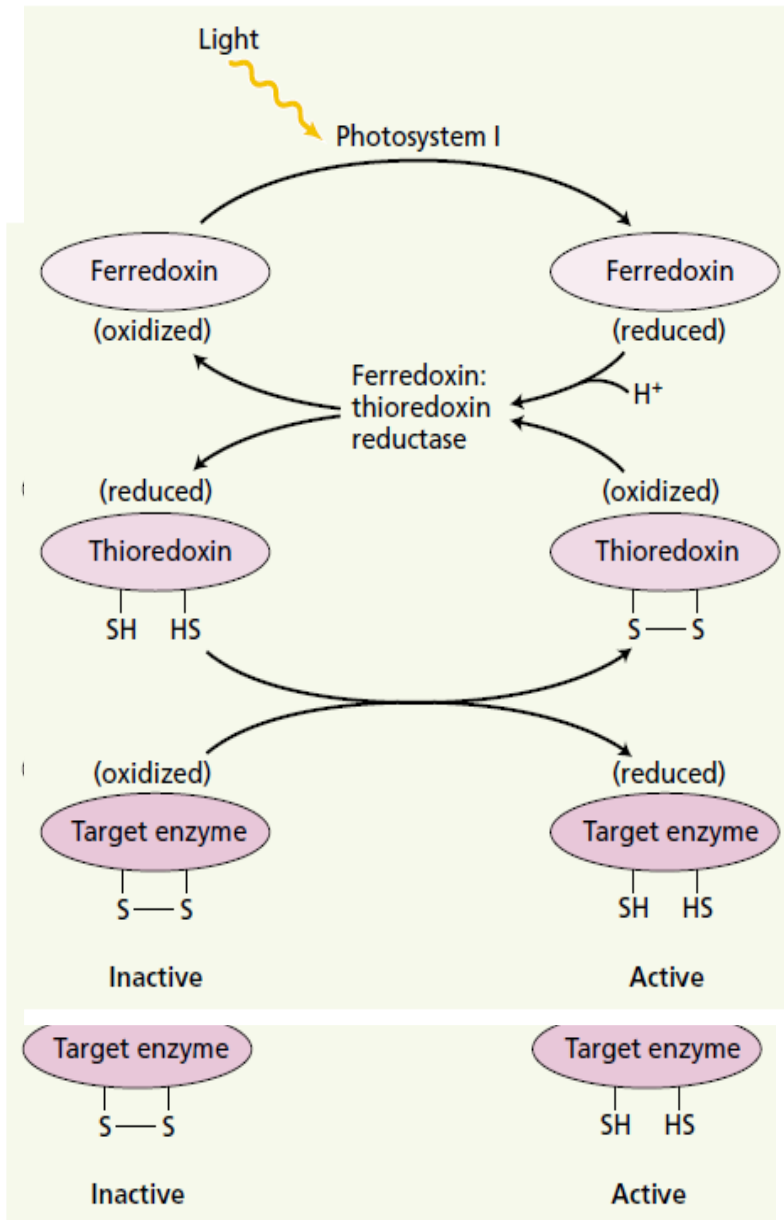 Light
Photosystem I
Ferredoxin
Ferredoxin
(oxidized)
(reduced)
Ferredoxin:
thioredoxin
reductase
H⁺
(reduced)
(oxidized)
Thioredoxin
Thioredoxin
SH HS
S S
(oxidized)
(reduced)
Target enzyme
Target enzyme
S S
SH HS
Inactive
Active
Target enzyme
Target enzyme
S S
SH HS
Inactive
Active